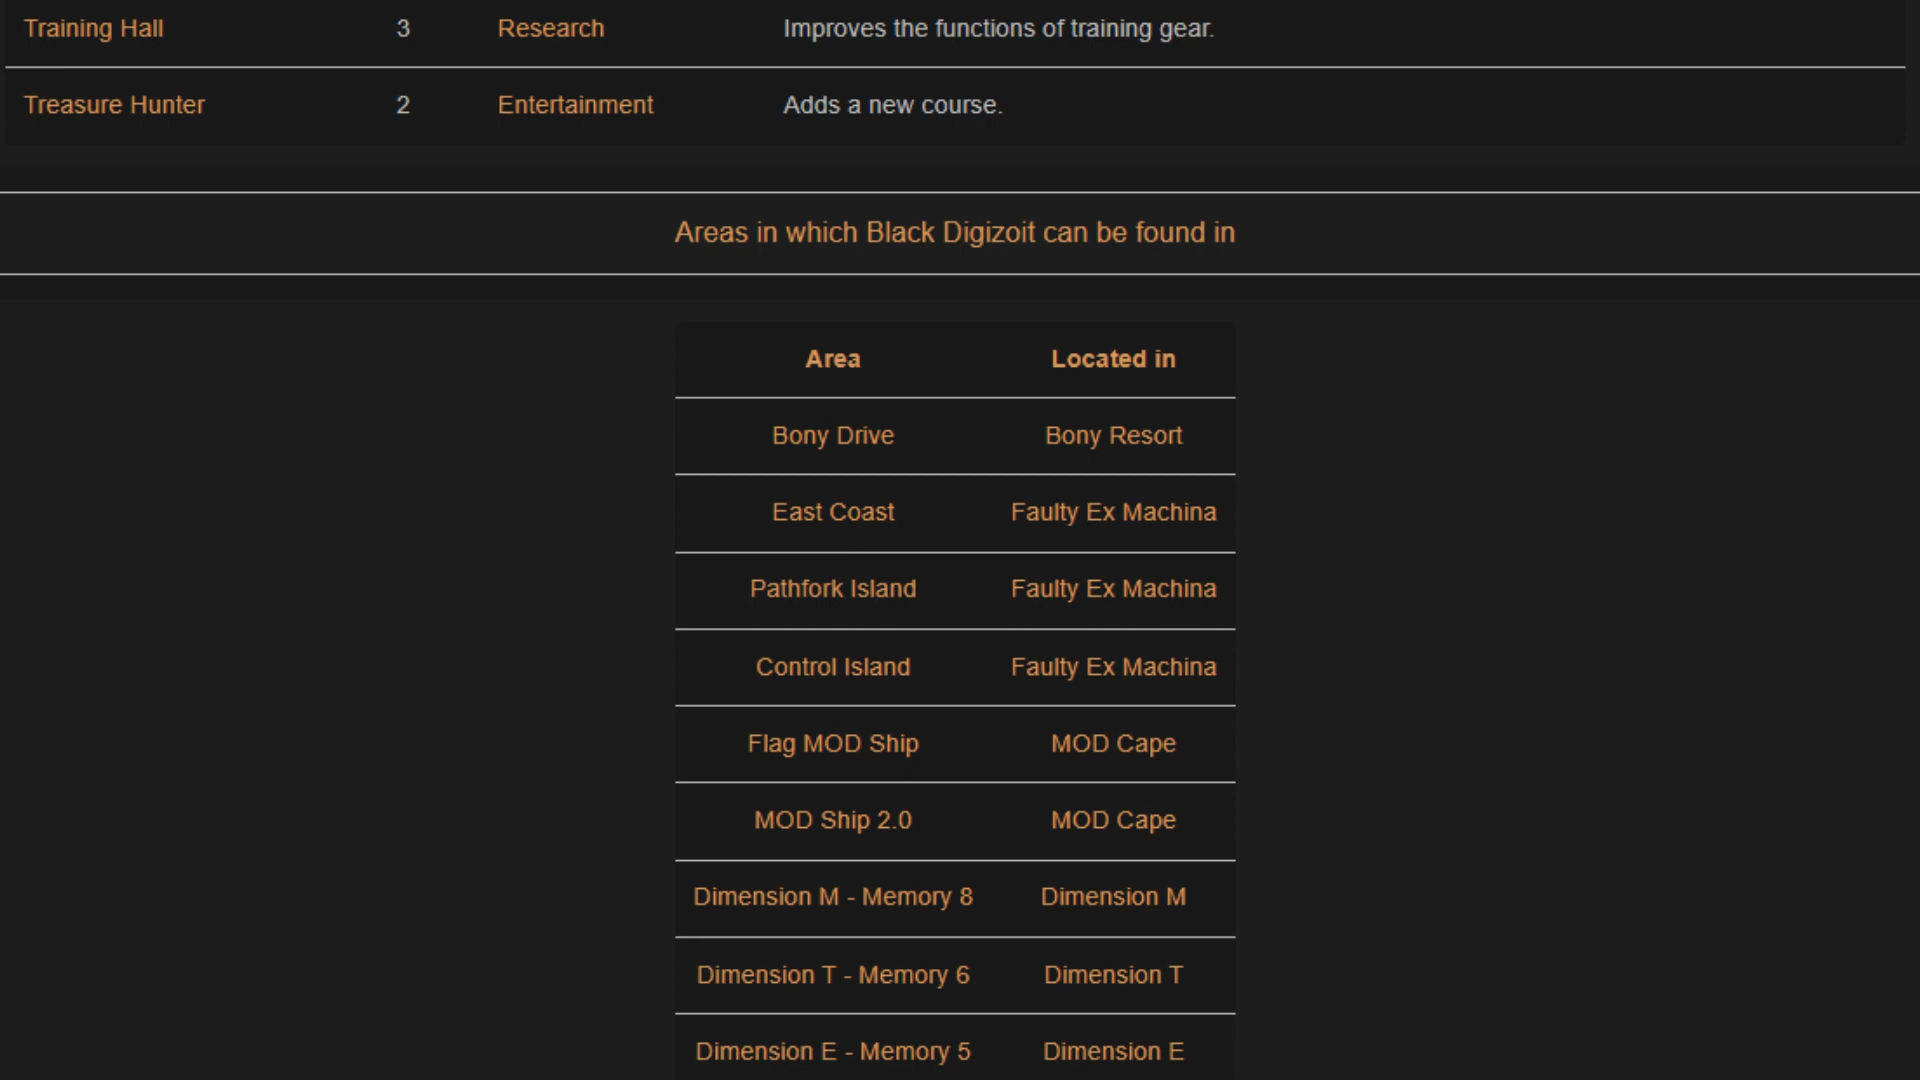 Training Hall 3 Research Improves the functions of training gear.
Treasure Hunter 2 Entertainment Adds a new course.
Areas in which Black Digizoit can be found in
Area Located in
Bony Drive Bony Resort
East Coast Faulty Ex Machina
Pathfork Island Faulty Ex Machina
Control Island Faulty Ex Machina
Flag MOD Ship MOD Cape
MOD Ship 2.0 MOD Cape
Dimension M - Memory 8 Dimension M
Dimension T - Memory 6 Dimension T
Dimension E - Memory 5 Dimension E